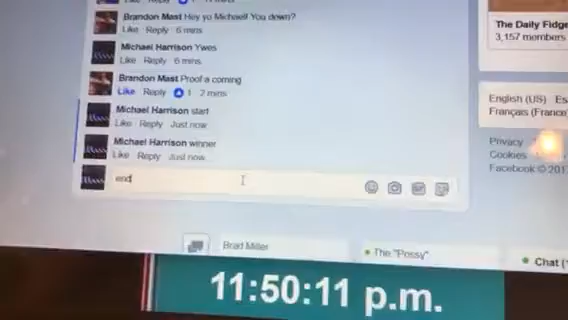 Like Reply
Brandon Mast Hey yo Michael! You down?
Like Reply 6 mins
Michael Harrison Ywes
Like Reply 6 mins
Brandon Mast Proof a coming
Like Reply 1 2 mins
Michael Harrison start
Like Reply Just now
Michael Harrison winner
Like Reply Just now
end
The Daily Fidge
3,157 members
English (US) Es
Français (France
Privacy
Cookies
Facebook © 201
Brad Miller
The "Possy"
Chat (
11:50:11 p.m.